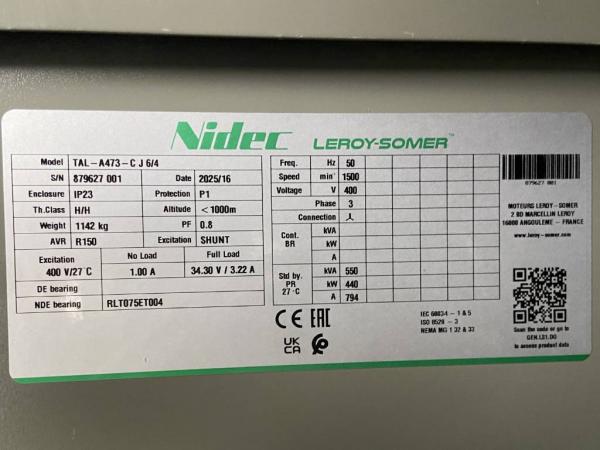 Nidec LEROY-SOMER™
Model TAL-A473-C J 6/4
S/N 879627 001 Date 2025/16
Enclosure IP23 Protection P1
Th.Class H/H Altitude < 1000m
Weight 1142 kg PF 0.8
AVR R150 Excitation SHUNT
Excitation No Load Full Load
400 V/27°C 1.00 A 34.30 V / 3.22 A
DE bearing
NDE bearing RLT075ET004
Freq. Hz 50
Speed min⁻¹ 1500
Voltage V 400
Phase 3
Connection
Cont. BR kVA
kW
A
Std by. PR 27°C kVA 550
kW 440
A 794
CE EAC
UK CA
IEC 60034 - 1 & 5
ISO 8528 - 3
NEMA MG 1 32 & 33
879627 001
MOTEURS LEROY-SOMER
2 BD MARCELLIN LEROY
16000 ANGOULEME - FRANCE
www.leroy-somer.com
Scan the code or go to
to access product data